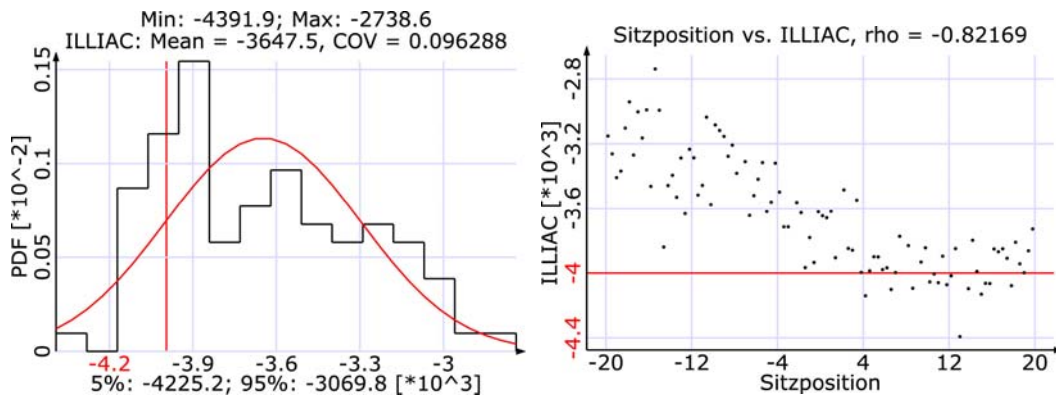 Min: -4391.9; Max: -2738.6
ILLIAC: Mean = -3647.5, COV = 0.096288
PDF [*10^-2]
0.15
0.1
0.05
0
-4.2 -3.9 -3.6 -3.3 -3
5%: -4225.2; 95%: -3069.8 [*10^3]
Sitzposition vs. ILLIAC, rho = -0.82169
ILLIAC [*10^3]
-2.8
-3.2
-3.6
-4
-4.4
-20 -12 -4 4 12 20
Sitzposition